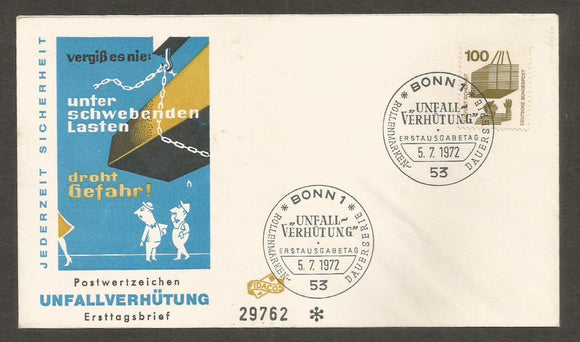 JEDERZEIT SICHERHEIT
vergiß es nie:
unter
schwebenden
Lasten
droht
Gefahr!
Postwertzeichen
UNFALLVERHÜTUNG
Ersttagsbrief
100
DEUTSCHE BUNDESPOST
* BONN 1 *
„UNFALL-
VERHÜTUNG"
ERSTAUSGABETAG
5.7.1972
53
ROLLENMARKEN-
DAUERSERIE
* BONN 1 *
„UNFALL-
VERHÜTUNG"
ERSTAUSGABETAG
5.7.1972
53
ROLLENMARKEN-
DAUERSERIE
29762 *